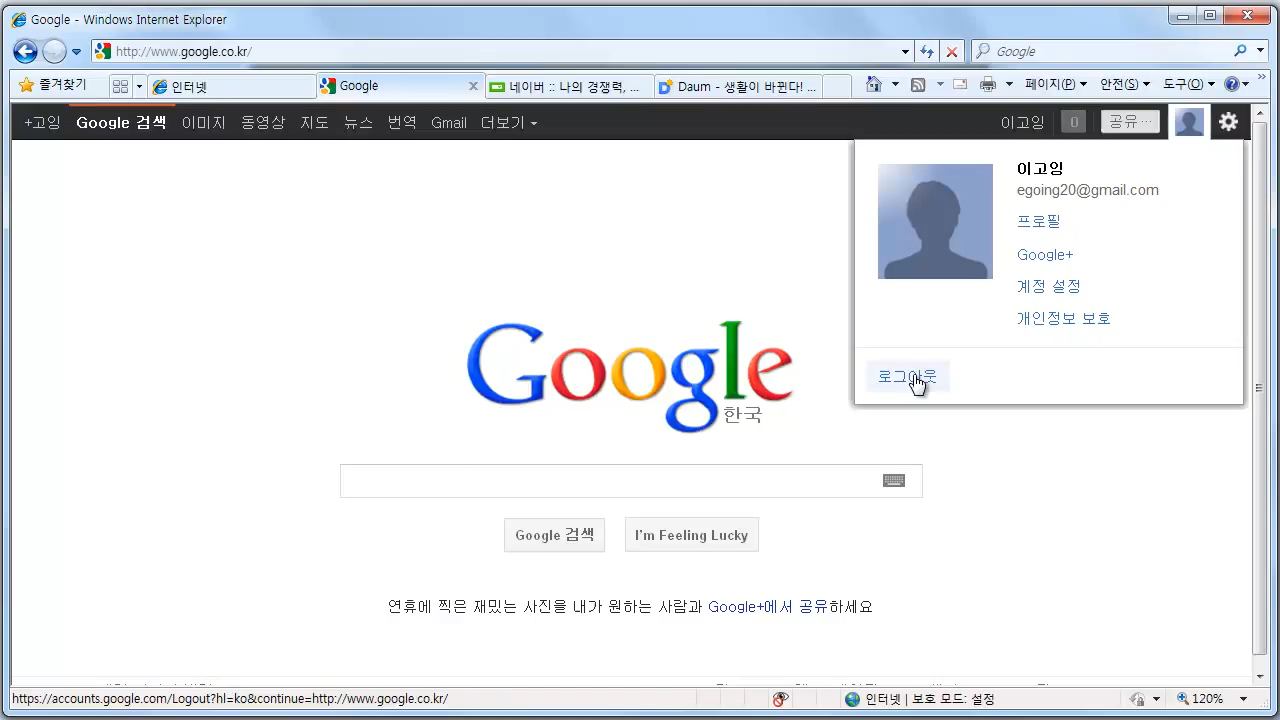 Google - Windows Internet Explorer
http://www.google.co.kr/
Google
즐겨찾기
인터넷
Google
네이버 :: 나의 경쟁력, ...
Daum - 생활이 바뀐다! ...
페이지(P)
안전(S)
도구(O)
+고잉
Google 검색
이미지
동영상
지도
뉴스
번역
Gmail
더보기
이고잉
0
공유…
이고잉
egoing20@gmail.com
프로필
Google+
계정 설정
개인정보 보호
로그아웃
Google
한국
Google 검색
I'm Feeling Lucky
연휴에 찍은 재밌는 사진을 내가 원하는 사람과 Google+에서 공유하세요
https://accounts.google.com/Logout?hl=ko&continue=http://www.google.co.kr/
인터넷 | 보호 모드: 설정
120%